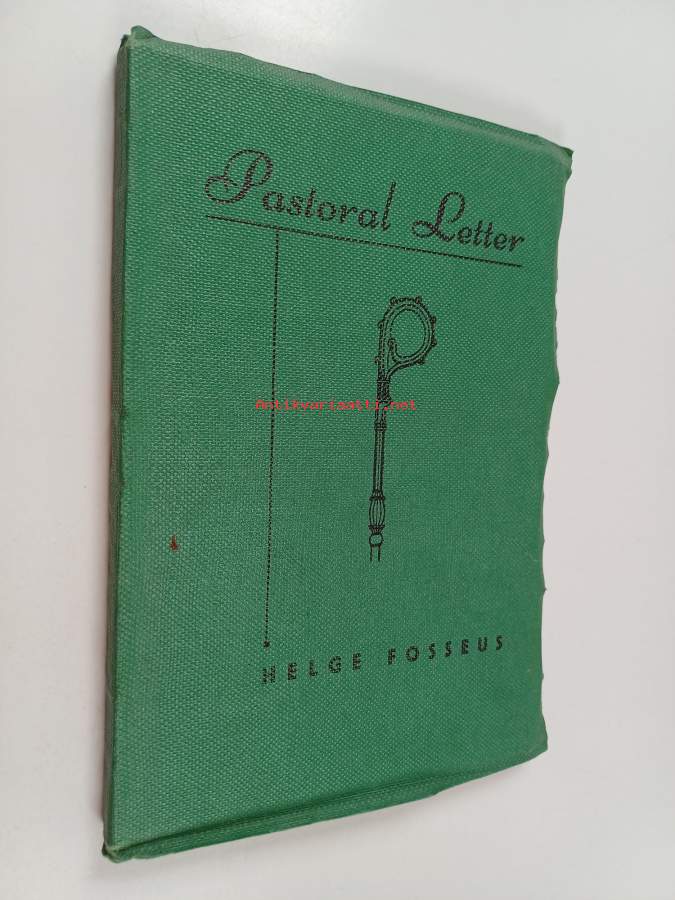 Pastoral Letter
Antikvariaatti.net
HELGE FOSSEUS